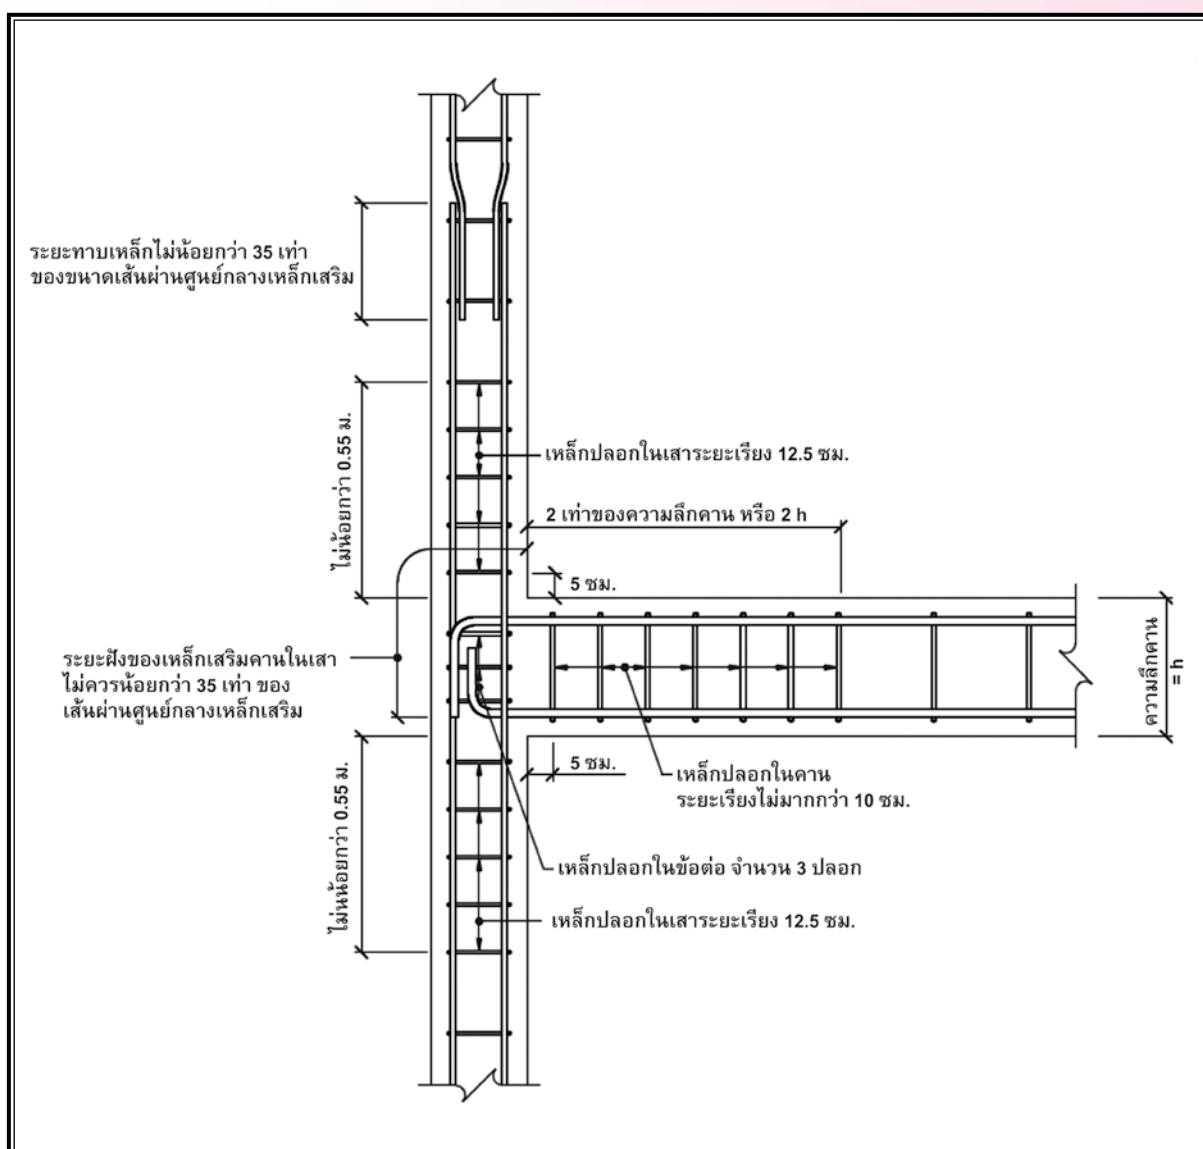 ระยะทาบเหล็กไม่น้อยกว่า 35 เท่า
ของขนาดเส้นผ่านศูนย์กลางเหล็กเสริม
ไม่น้อยกว่า 0.55 ม.
เหล็กปลอกในเสาระยะเรียง 12.5 ซม.
2 เท่าของความลึกคาน หรือ 2 h
5 ซม.
ระยะฝังของเหล็กเสริมคานในเสา
ไม่ควรน้อยกว่า 35 เท่า ของ
เส้นผ่านศูนย์กลางเหล็กเสริม
ความลึกคาน
= h
5 ซม.
เหล็กปลอกในคาน
ระยะเรียงไม่มากกว่า 10 ซม.
ไม่นน้อยกว่า 0.55 ม.
เหล็กปลอกในข้อต่อ จำนวน 3 ปลอก
เหล็กปลอกในเสาระยะเรียง 12.5 ซม.